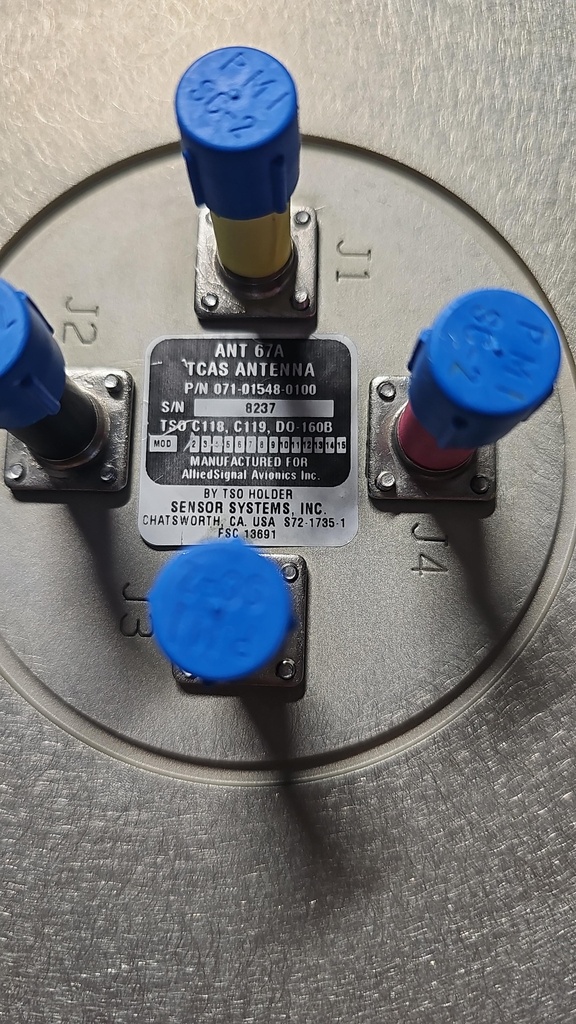 PMI
SC-2
J1
J2
PMI
SC-2
ANT 67A
TCAS ANTENNA
P/N 071-01548-0100
S/N 8237
TSO C118, C119, DO-160B
MOD 2 3 4 5 6 7 8 9 10 11 12 13 14 15
MANUFACTURED FOR
AlliedSignal Avionics Inc.
BY TSO HOLDER
SENSOR SYSTEMS, INC.
CHATSWORTH, CA. USA S72-1735-1
FSC 13691
J4
J3